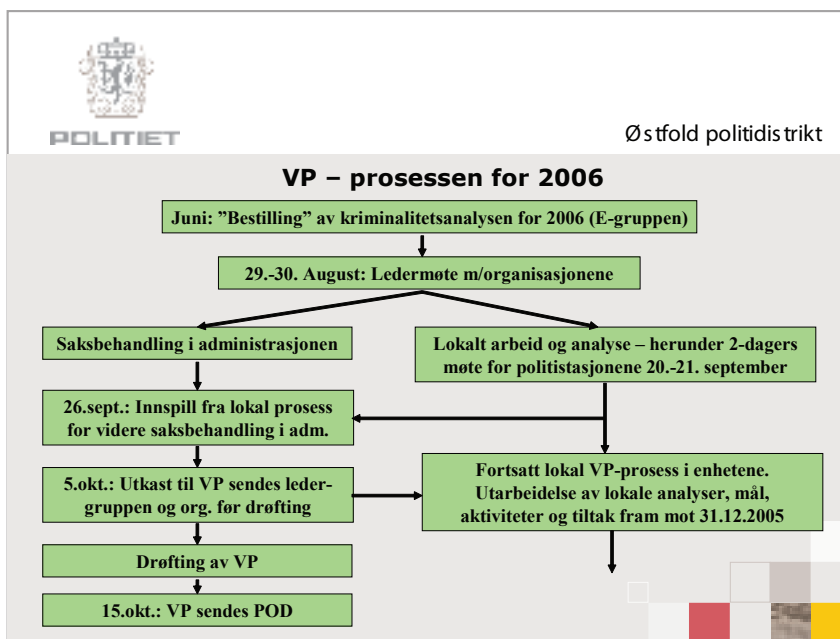 POLITIET
Østfold politidistrikt
VP – prosessen for 2006
Juni: ”Bestilling” av kriminalitetsanalysen for 2006 (E-gruppen)
29.-30. August: Ledermøte m/organisasjonene
Saksbehandling i administrasjonen
Lokalt arbeid og analyse – herunder 2-dagers
møte for politistasjonene 20.-21. september
26.sept.: Innspill fra lokal prosess
for videre saksbehandling i adm.
5.okt.: Utkast til VP sendes leder-
gruppen og org. før drøfting
Fortsatt lokal VP-prosess i enhetene.
Utarbeidelse av lokale analyser, mål,
aktiviteter og tiltak fram mot 31.12.2005
Drøfting av VP
15.okt.: VP sendes POD